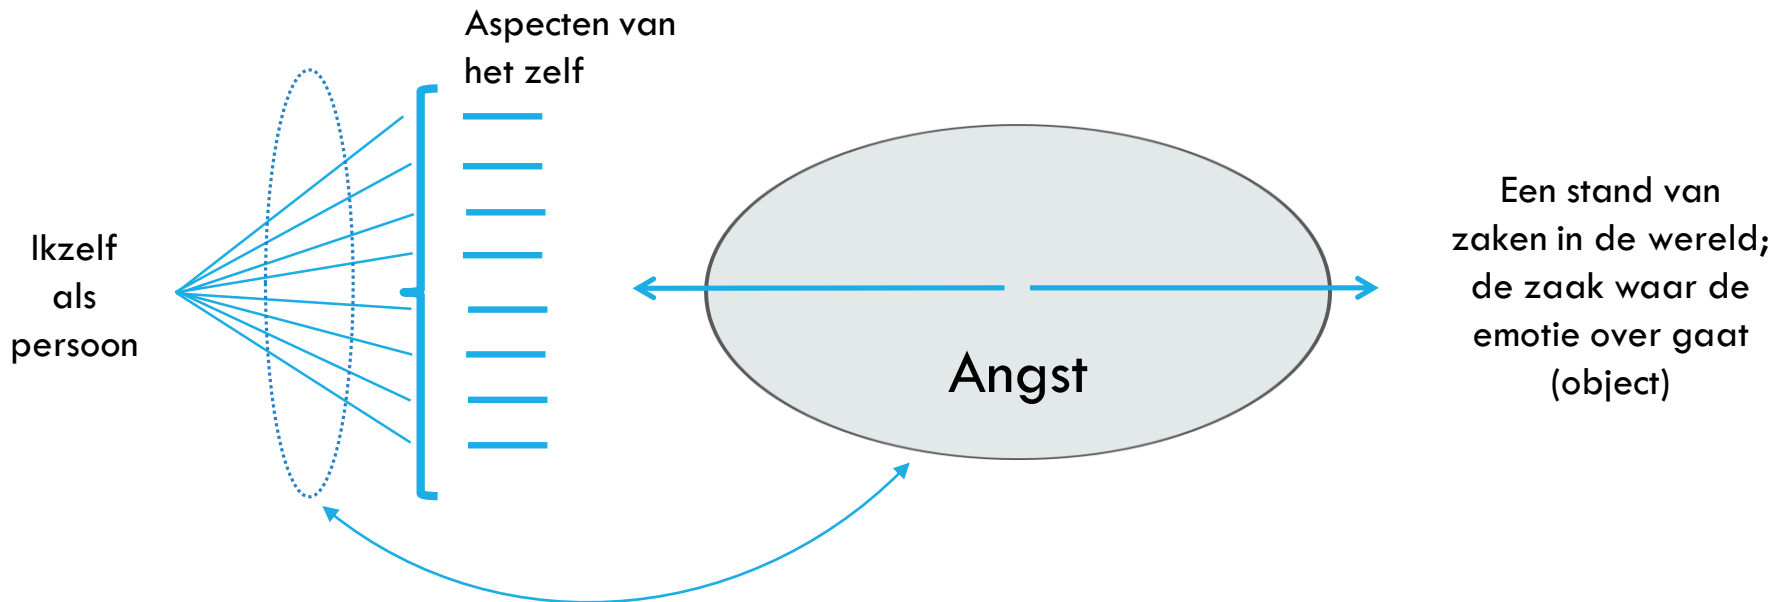 Aspecten van
het zelf
Ikzelf
als
persoon
Angst
Een stand van
zaken in de wereld;
de zaak waar de
emotie over gaat
(object)